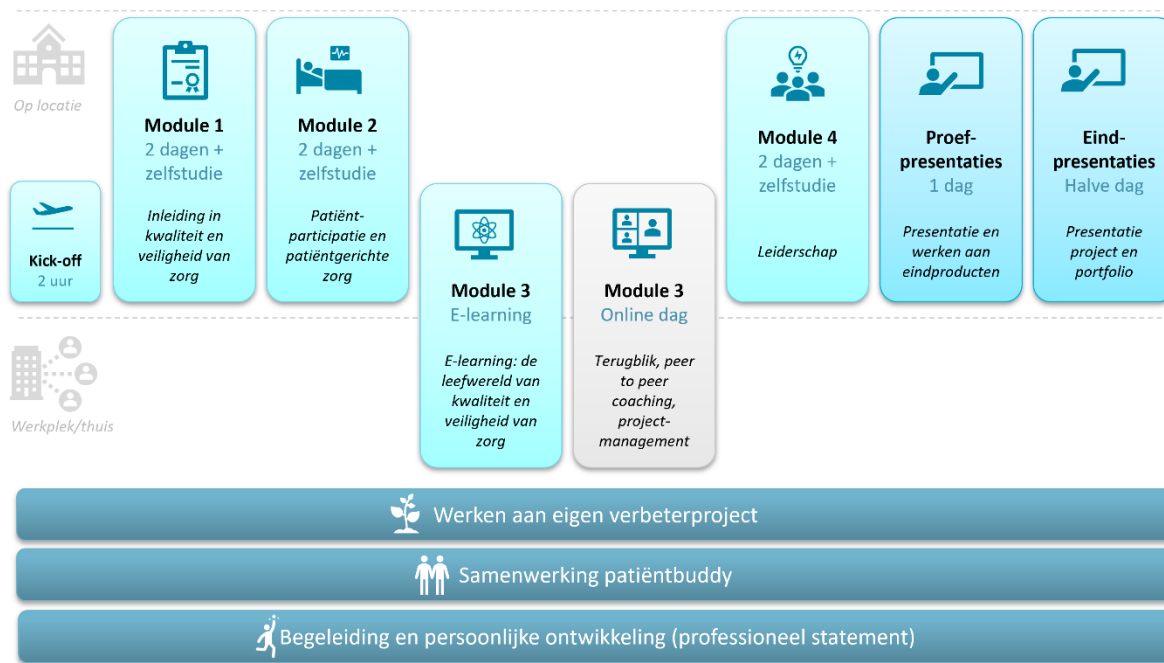 Op locatie
Kick-off
2 uur
Module 1
2 dagen +
zelfstudie
Inleiding in
kwaliteit en
veiligheid van
zorg
Module 2
2 dagen +
zelfstudie
Patiënt-
participatie en
patiëntgerichte
zorg
Module 3
E-learning
E-learning: de
leefwereld van
kwaliteit en
veiligheid van
zorg
Module 3
Online dag
Terugblik, peer
to peer
coaching,
project-
management
Module 4
2 dagen +
zelfstudie
Leiderschap
Proef-
presentaties
1 dag
Presentatie en
werken aan
eindproducten
Eind-
presentaties
Halve dag
Presentatie
project en
portfolio
Werkplek/thuis
Werken aan eigen verbeterproject
Samenwerking patiëntbuddy
Begeleiding en persoonlijke ontwikkeling (professioneel statement)